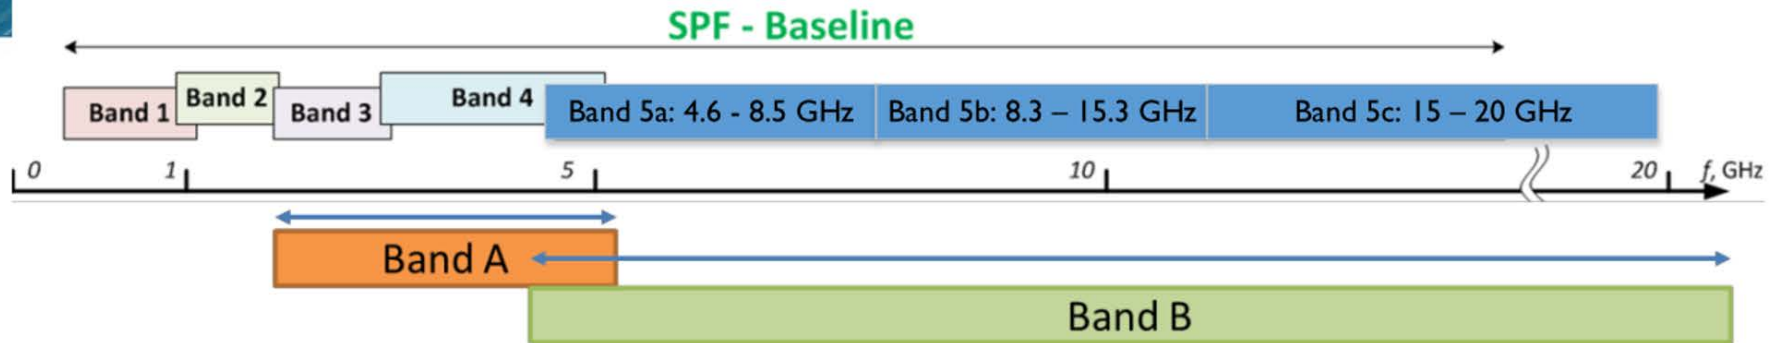 SPF - Baseline
Band 1
Band 2
Band 3
Band 4
Band 5a: 4.6 - 8.5 GHz
Band 5b: 8.3 – 15.3 GHz
Band 5c: 15 – 20 GHz
0 1 5 10 20 f, GHz
Band A
Band B